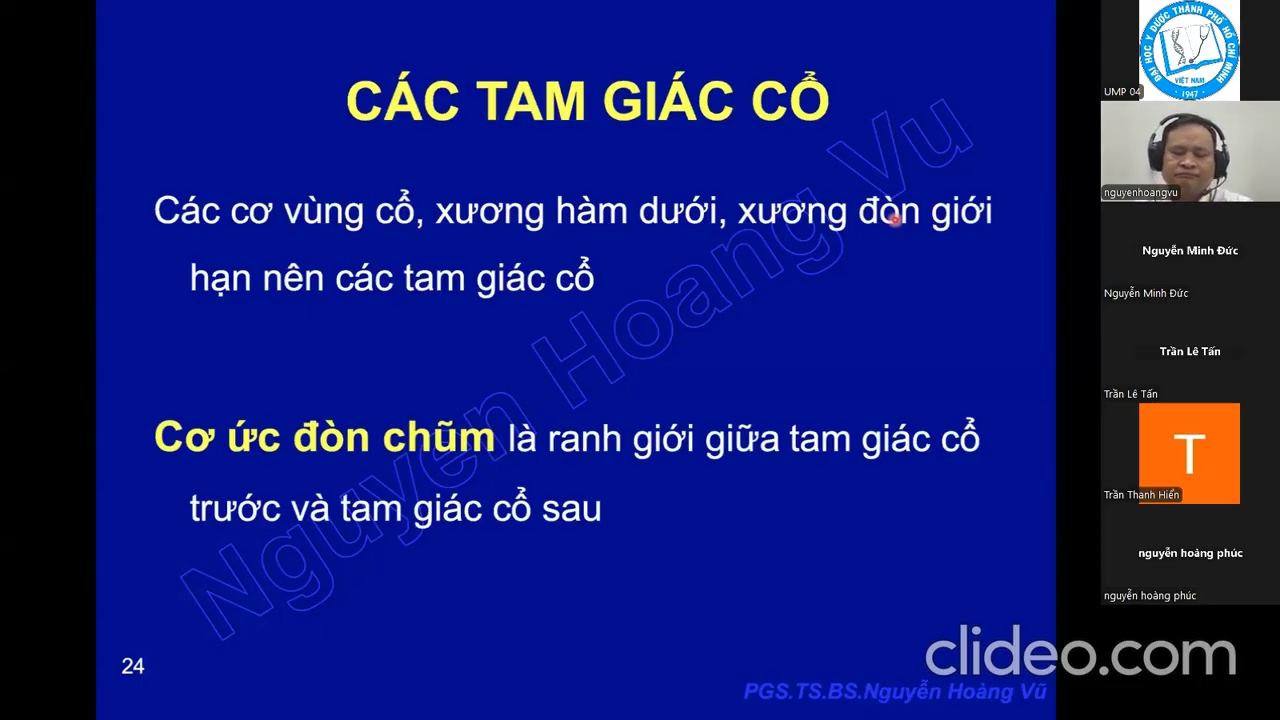 CÁC TAM GIÁC CỔ
Các cơ vùng cổ, xương hàm dưới, xương đòn giới
hạn nên các tam giác cổ
Cơ ức đòn chũm là ranh giới giữa tam giác cổ
trước và tam giác cổ sau
Nguyen Hoang Vu
24
PGS.TS.BS.Nguyễn Hoàng Vũ
clideo.com
ĐẠI HỌC Y DƯỢC THÀNH PHỐ HỒ CHÍ MINH
VIỆT NAM
1947
UMP 04
nguyenhoangvu
Nguyễn Minh Đức
Nguyễn Minh Đức
Trần Lê Tấn
Trần Lê Tấn
T
Trần Thanh Hiển
nguyễn hoàng phúc
nguyễn hoàng phúc